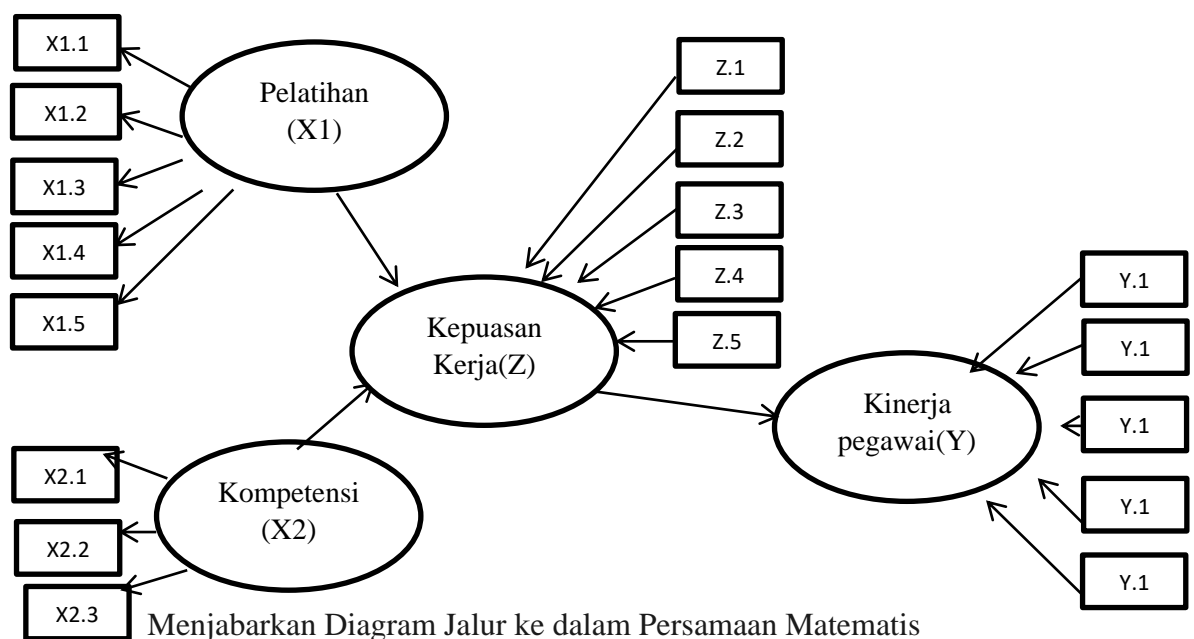 X1.1
X1.2
X1.3
X1.4
X1.5
Pelatihan
(X1)
Z.1
Z.2
Z.3
Z.4
Z.5
Kepuasan
Kerja(Z)
Y.1
Y.1
Y.1
Y.1
Y.1
Kinerja
pegawai(Y)
X2.1
X2.2
X2.3
Kompetensi
(X2)
Menjabarkan Diagram Jalur ke dalam Persamaan Matematis